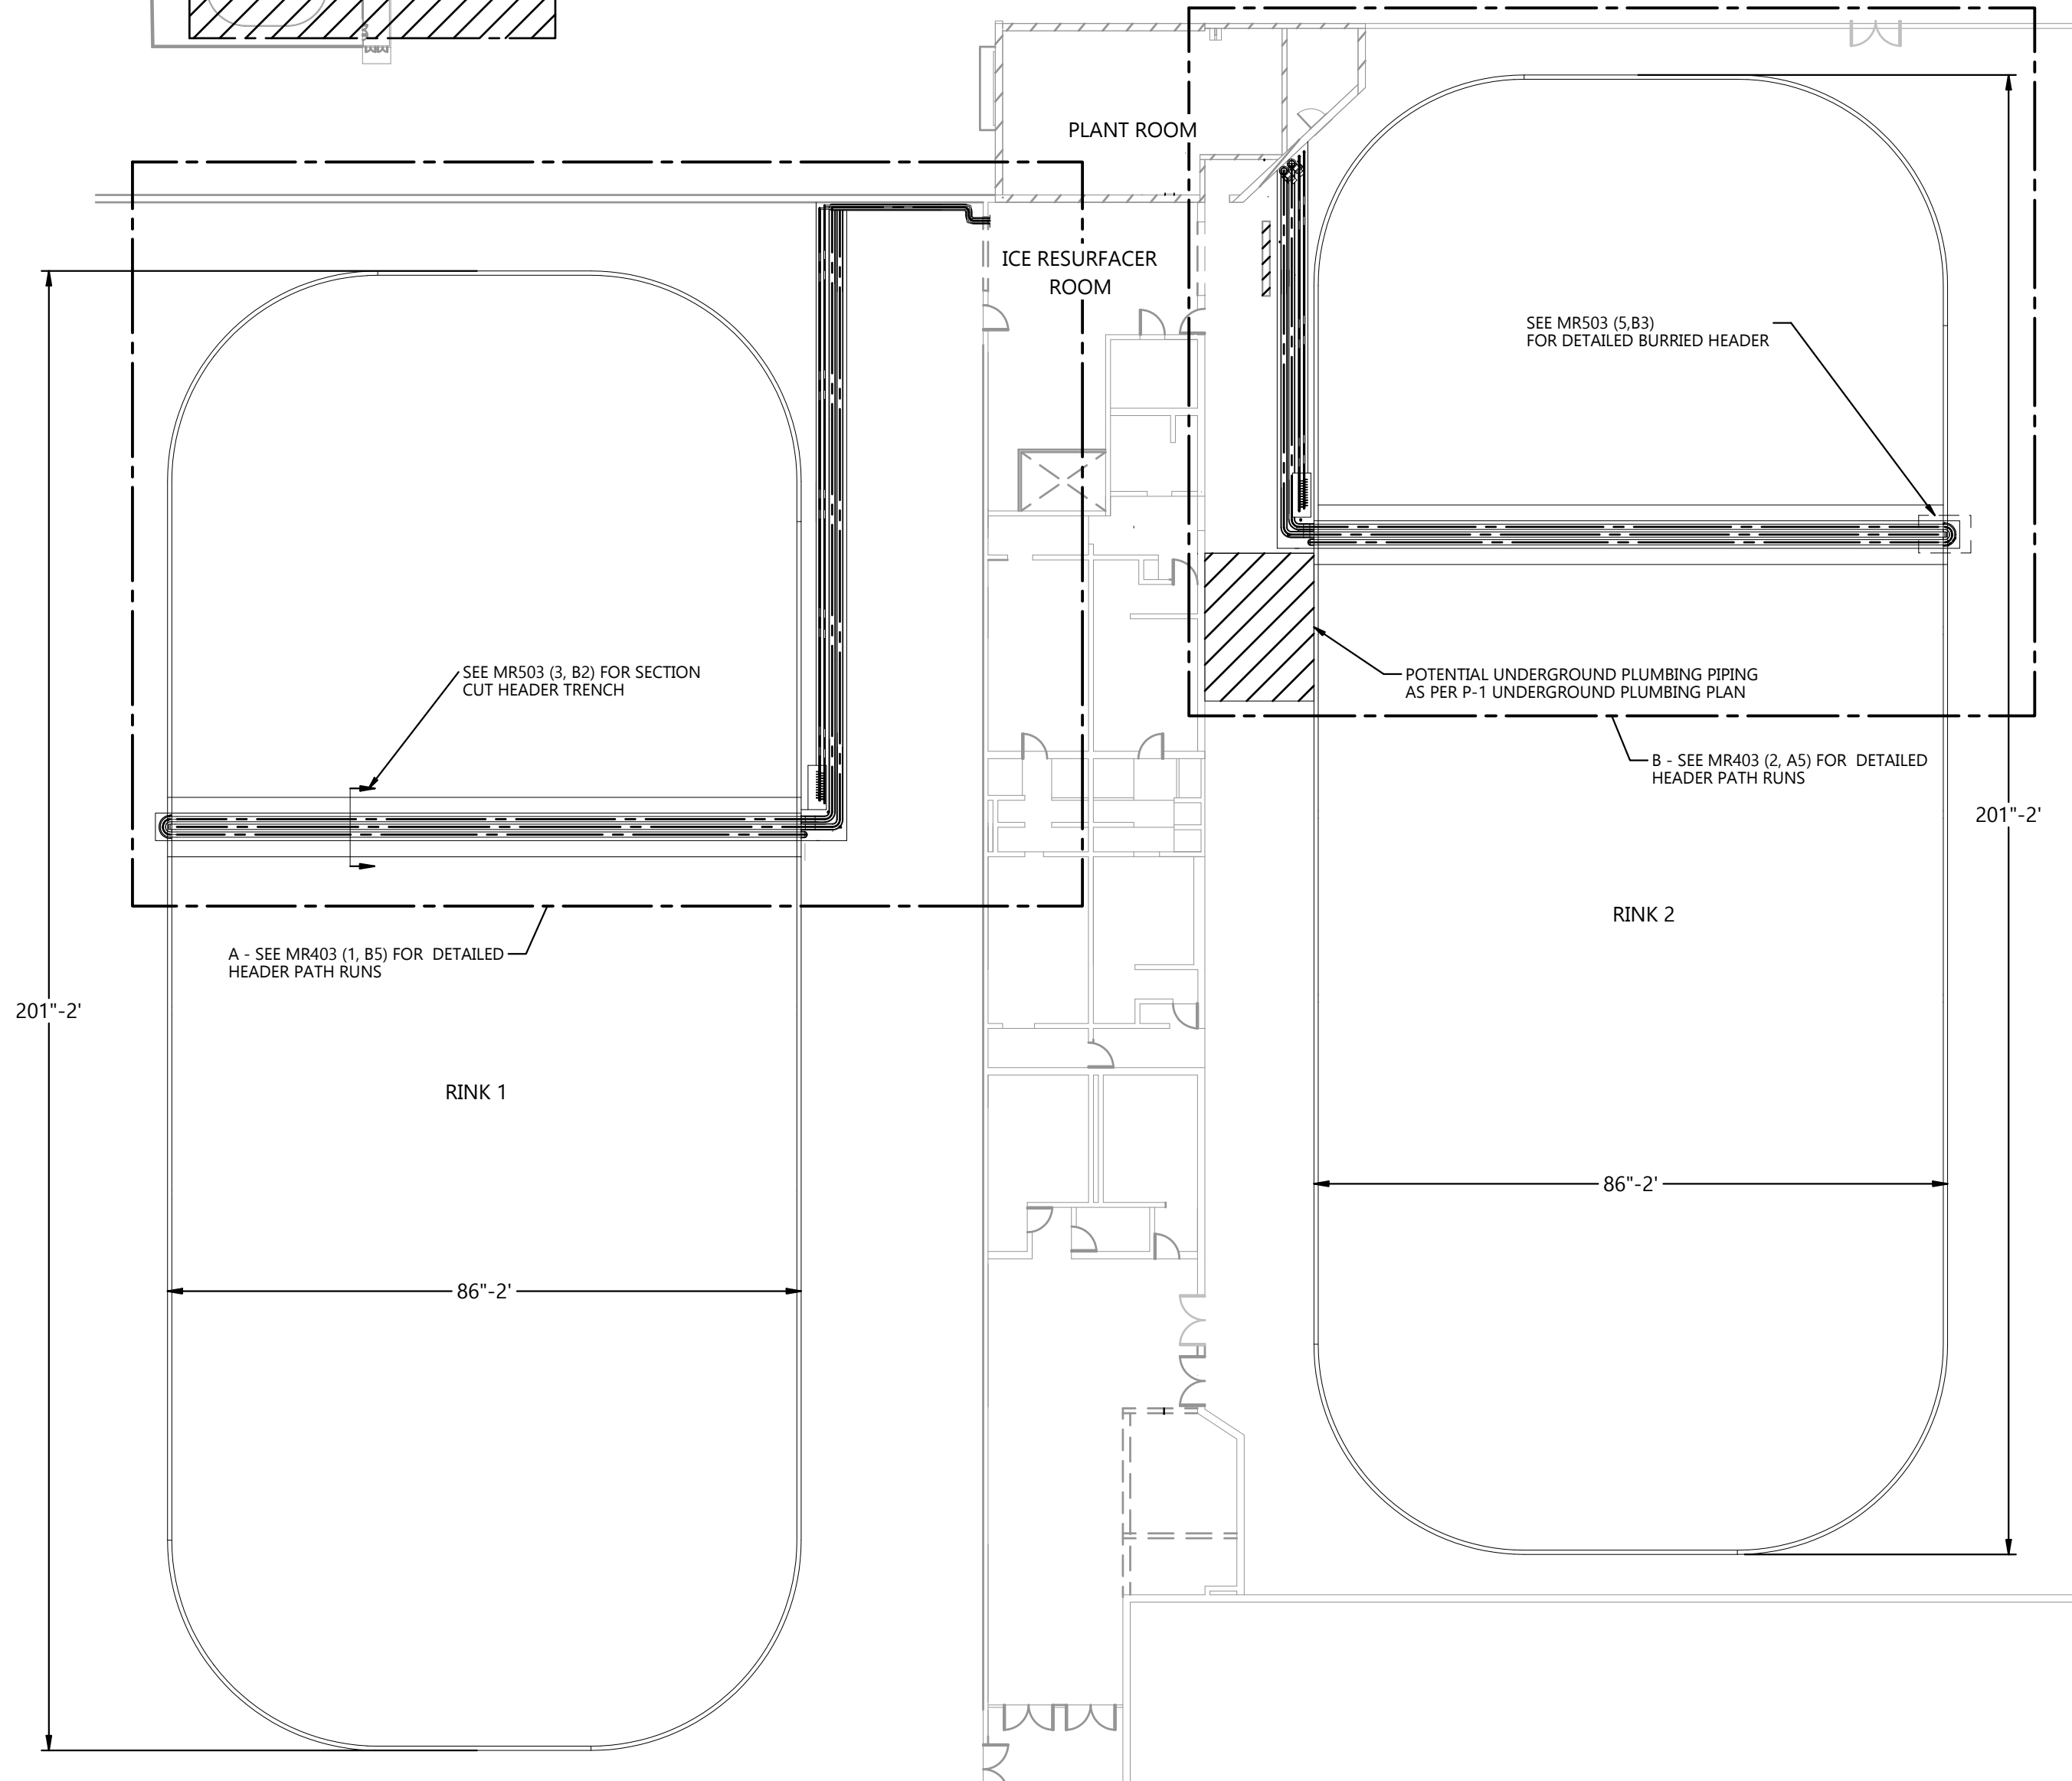 PLANT ROOM
ICE RESURFACER
ROOM
SEE MR503 (5,B3)
FOR DETAILED BURRIED HEADER
SEE MR503 (3, B2) FOR SECTION
CUT HEADER TRENCH
POTENTIAL UNDERGROUND PLUMBING PIPING
AS PER P-1 UNDERGROUND PLUMBING PLAN
B - SEE MR403 (2, A5) FOR DETAILED
HEADER PATH RUNS
201"-2'
RINK 2
A - SEE MR403 (1, B5) FOR DETAILED
HEADER PATH RUNS
201"-2'
RINK 1
86"-2'
86"-2'